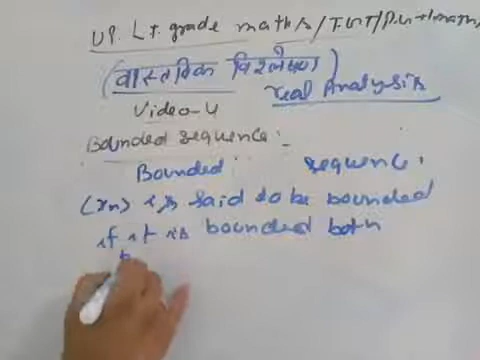 UP. LT. grade maths/T.G.T/P.G.T maths
(वास्तविक विश्लेषण)
real Analysis
Video-4
Bounded sequence:-
Bounded sequence:
(xn) is said to be bounded
if it is bounded both
b